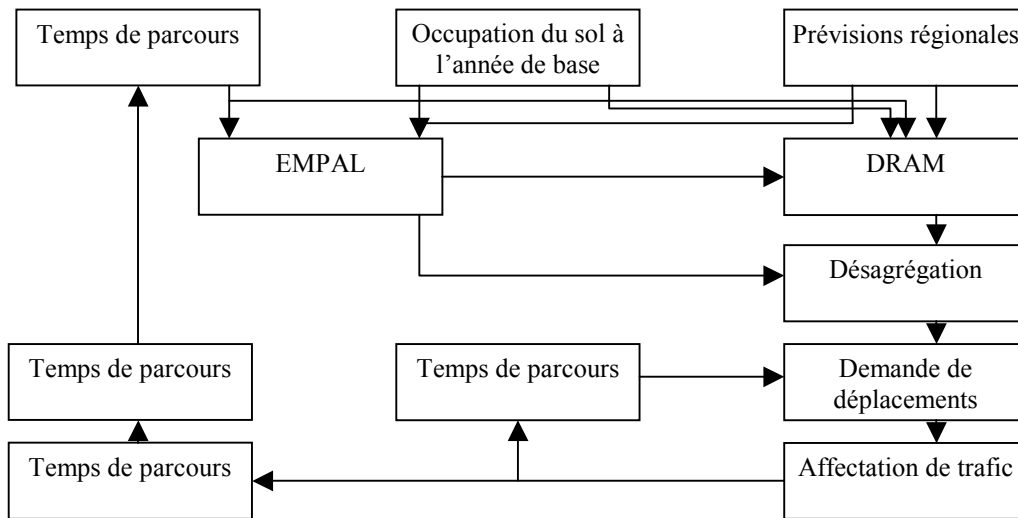 Temps de parcours
Occupation du sol à
l’année de base
Prévisions régionales
EMPAL
DRAM
Désagrégation
Temps de parcours
Temps de parcours
Demande de
déplacements
Temps de parcours
Affectation de trafic